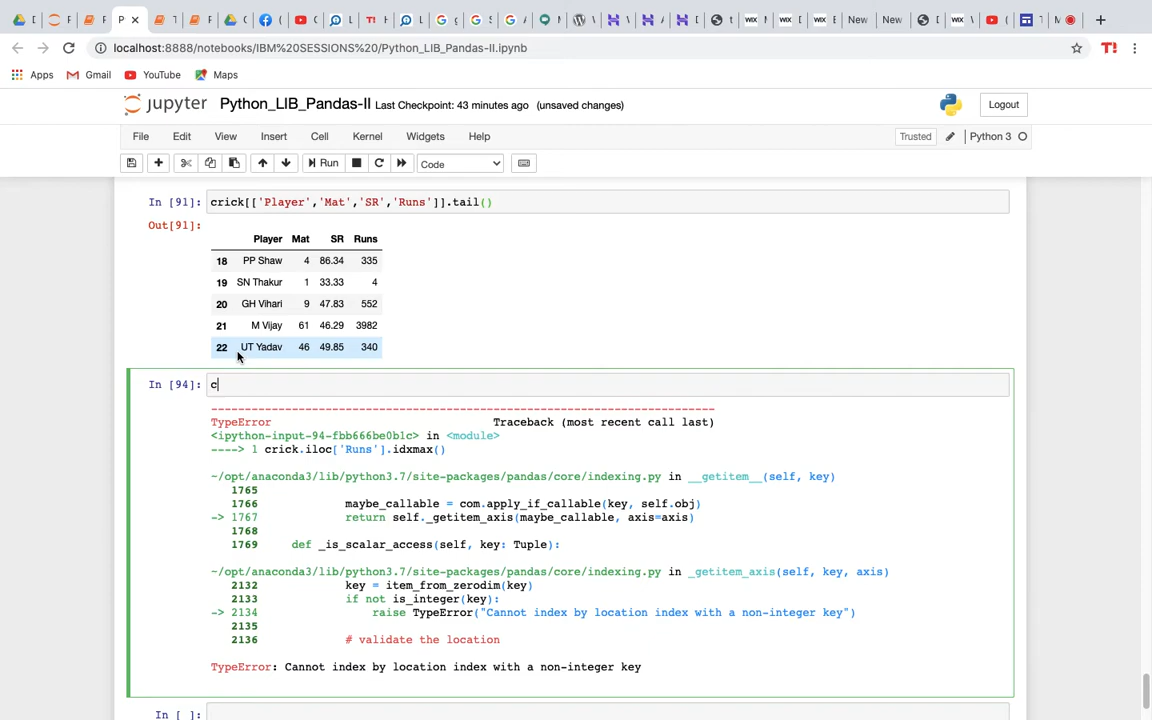 localhost:8888/notebooks/IBM%20SESSIONS%20/Python_LIB_Pandas-II.ipynb
Apps Gmail YouTube Maps
jupyter Python_LIB_Pandas-II Last Checkpoint: 43 minutes ago (unsaved changes) Logout
File Edit View Insert Cell Kernel Widgets Help Trusted Python 3
Run Code
In [91]: crick[['Player','Mat','SR','Runs']].tail()
Out[91]:
Player Mat SR Runs
18 PP Shaw 4 86.34 335
19 SN Thakur 1 33.33 4
20 GH Vihari 9 47.83 552
21 M Vijay 61 46.29 3982
22 UT Yadav 46 49.85 340
In [94]: c
---------------------------------------------------------------------------
TypeError Traceback (most recent call last)
<ipython-input-94-fbb666be0b1c> in <module>
----> 1 crick.iloc['Runs'].idxmax()
~/opt/anaconda3/lib/python3.7/site-packages/pandas/core/indexing.py in __getitem__(self, key)
1765
1766 maybe_callable = com.apply_if_callable(key, self.obj)
-> 1767 return self._getitem_axis(maybe_callable, axis=axis)
1768
1769 def _is_scalar_access(self, key: Tuple):
~/opt/anaconda3/lib/python3.7/site-packages/pandas/core/indexing.py in _getitem_axis(self, key, axis)
2132 key = item_from_zerodim(key)
2133 if not is_integer(key):
-> 2134 raise TypeError("Cannot index by location index with a non-integer key")
2135
2136 # validate the location
TypeError: Cannot index by location index with a non-integer key
In [ ]: